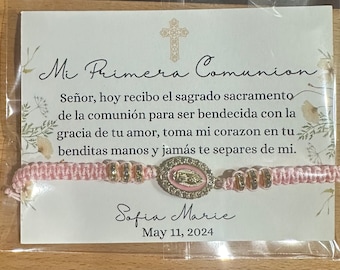 Mi Primera Comunion
Señor, hoy recibo el sagrado sacramento
de la comunión para ser bendecida con la
gracia de tu amor, toma mi corazon en tu
benditas manos y jamás te separes de mi.
Sofia Marie
May 11, 2024